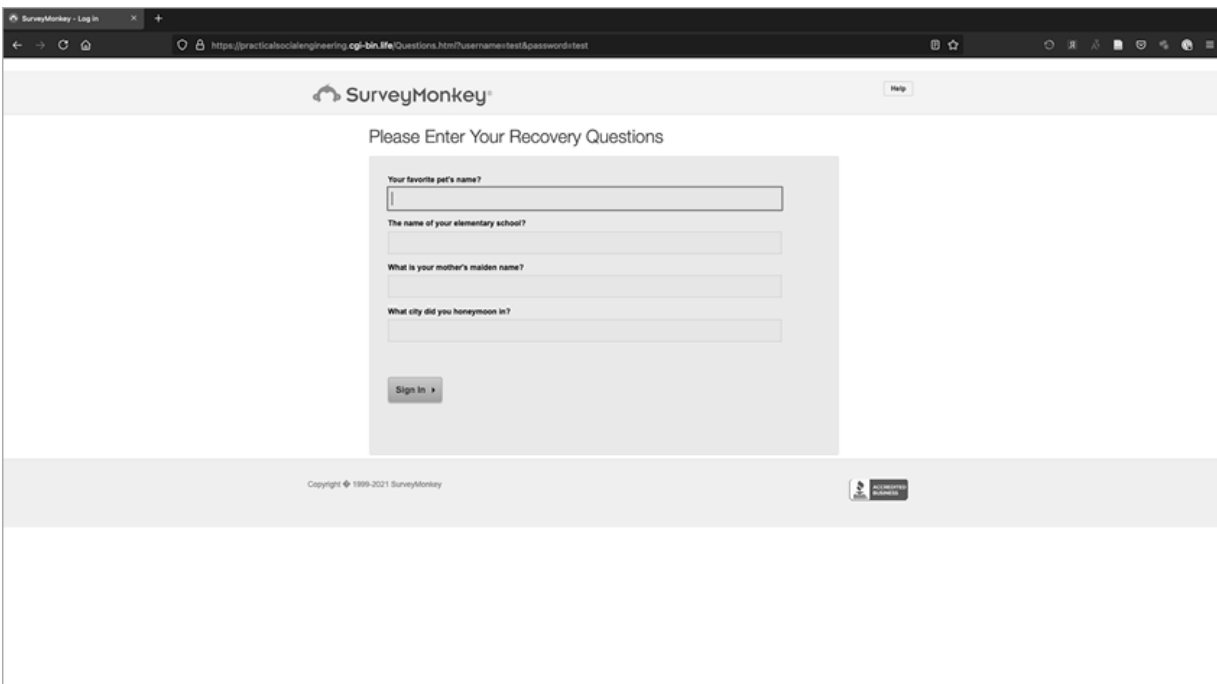 SurveyMonkey - Log in
https://practicalsocialengineering.cgi-bin.life/Questions.html?username=test&password=test
SurveyMonkey®
Help
Please Enter Your Recovery Questions
Your favorite pet's name?
The name of your elementary school?
What is your mother's maiden name?
What city did you honeymoon in?
Sign In
Copyright � 1999-2021 SurveyMonkey
ACCREDITED
BUSINESS